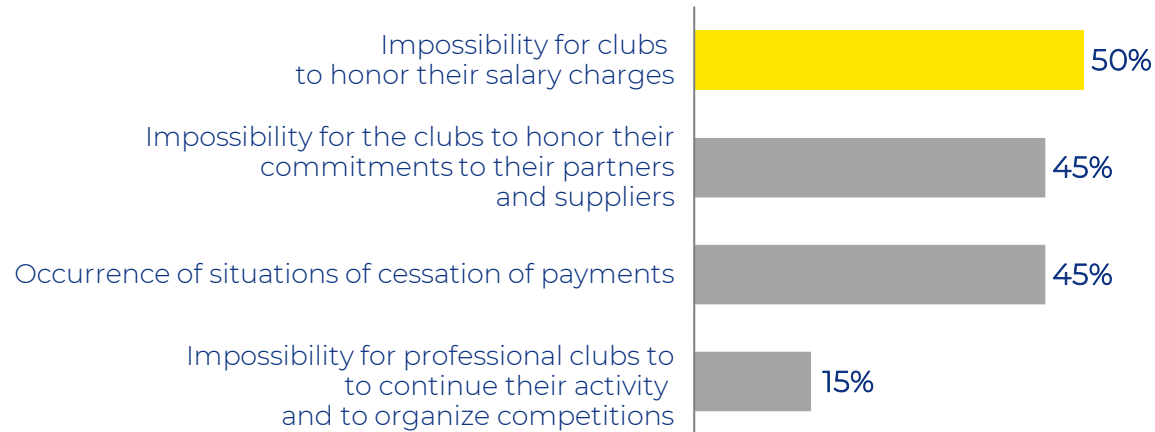 Impossibility for clubs
to honor their salary charges
50%
Impossibility for the clubs to honor their
commitments to their partners
and suppliers
45%
Occurrence of situations of cessation of payments
45%
Impossibility for professional clubs to
to continue their activity
and to organize competitions
15%